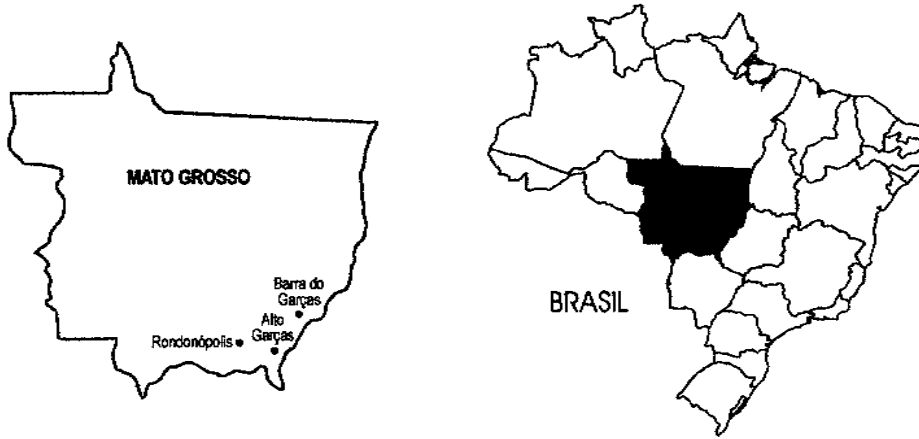 MATO GROSSO
Barra do
Garças
Alto
Garças
Rondonópolis
BRASIL